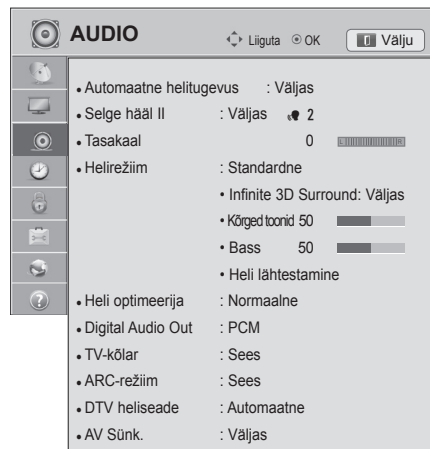 AUDIO Liiguta OK Välju
• Automaatne helitugevus : Väljas
• Selge hääl II : Väljas 2
• Tasakaal 0 L R
• Helirežiim : Standardne
• Infinite 3D Surround: Väljas
• Kõrged toonid 50
• Bass 50
• Heli lähtestamine
• Heli optimeerija : Normaalne
• Digital Audio Out : PCM
• TV-kõlar : Sees
• ARC-režiim : Sees
• DTV heliseade : Automaatne
• AV Sünk. : Väljas